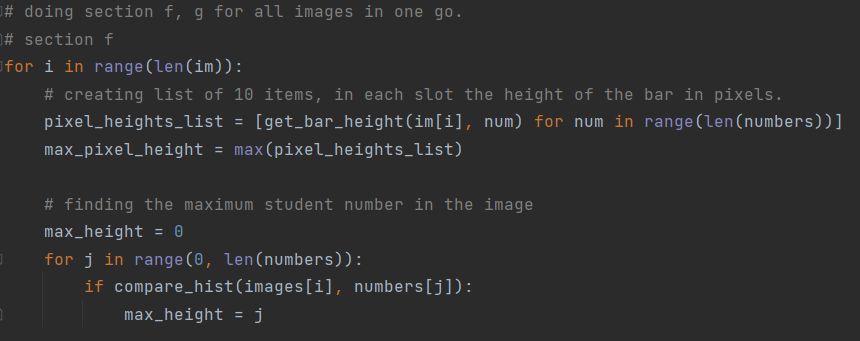 # doing section f, g for all images in one go.
# section f
for i in range(len(im)):
    # creating list of 10 items, in each slot the height of the bar in pixels.
    pixel_heights_list = [get_bar_height(im[i], num) for num in range(len(numbers))]
    max_pixel_height = max(pixel_heights_list)

    # finding the maximum student number in the image
    max_height = 0
    for j in range(0, len(numbers)):
        if compare_hist(images[i], numbers[j]):
            max_height = j